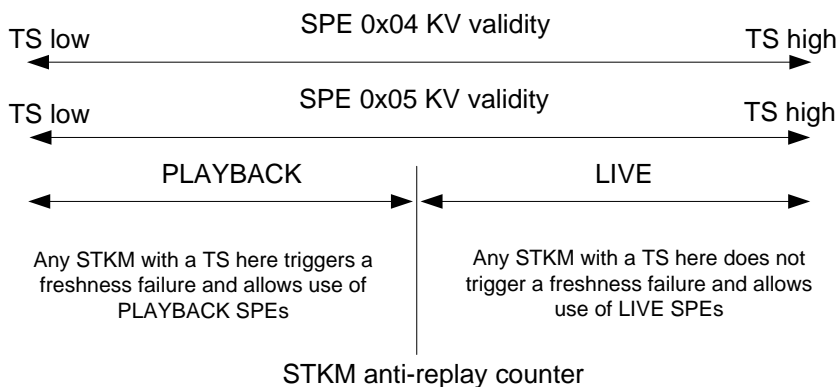 SPE 0x04 KV validity
TS low TS high
SPE 0x05 KV validity
TS low TS high
PLAYBACK LIVE
Any STKM with a TS here triggers a
freshness failure and allows use of
PLAYBACK SPEs
Any STKM with a TS here does not
trigger a freshness failure and allows
use of LIVE SPEs
STKM anti-replay counter